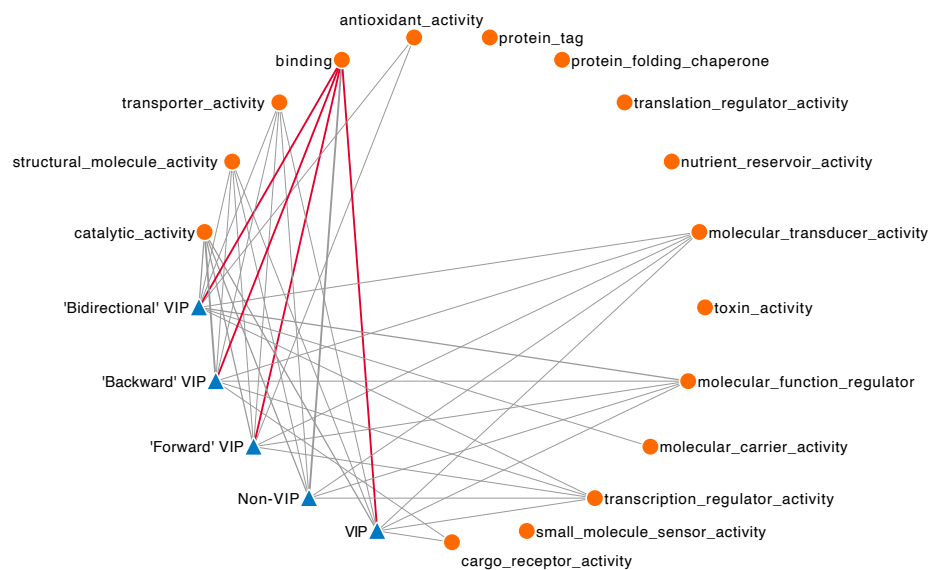 antioxidant_activity
protein_tag
binding
protein_folding_chaperone
transporter_activity
translation_regulator_activity
structural_molecule_activity
nutrient_reservoir_activity
catalytic_activity
molecular_transducer_activity
'Bidirectional' VIP
toxin_activity
'Backward' VIP
molecular_function_regulator
'Forward' VIP
molecular_carrier_activity
Non-VIP
transcription_regulator_activity
VIP
small_molecule_sensor_activity
cargo_receptor_activity